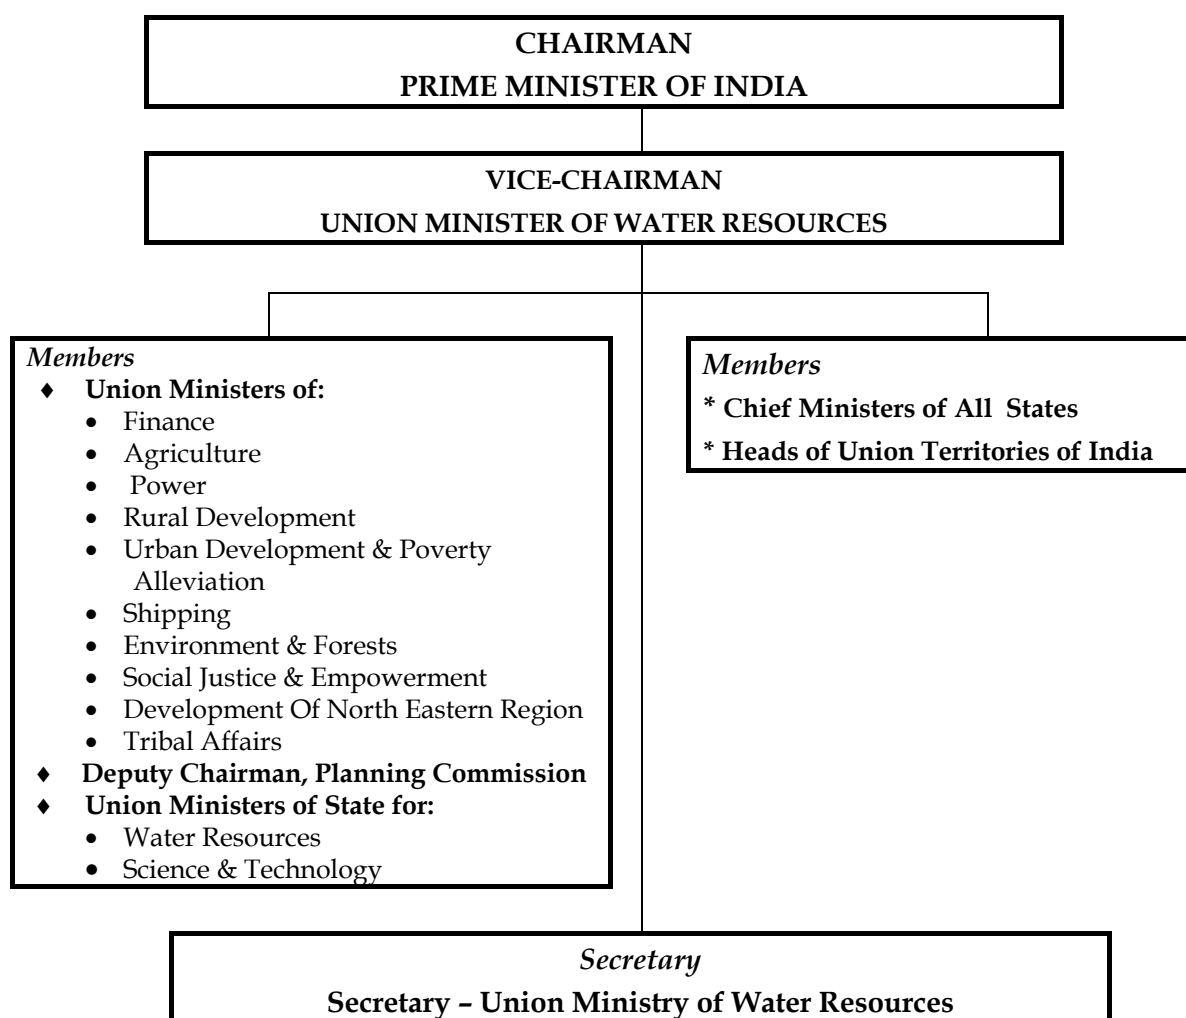 CHAIRMAN
PRIME MINISTER OF INDIA
VICE-CHAIRMAN
UNION MINISTER OF WATER RESOURCES
Members
♦ Union Ministers of:
• Finance
• Agriculture
• Power
• Rural Development
• Urban Development & Poverty
Alleviation
• Shipping
• Environment & Forests
• Social Justice & Empowerment
• Development Of North Eastern Region
• Tribal Affairs
♦ Deputy Chairman, Planning Commission
♦ Union Ministers of State for:
• Water Resources
• Science & Technology
Members
* Chief Ministers of All States
* Heads of Union Territories of India
Secretary
Secretary – Union Ministry of Water Resources